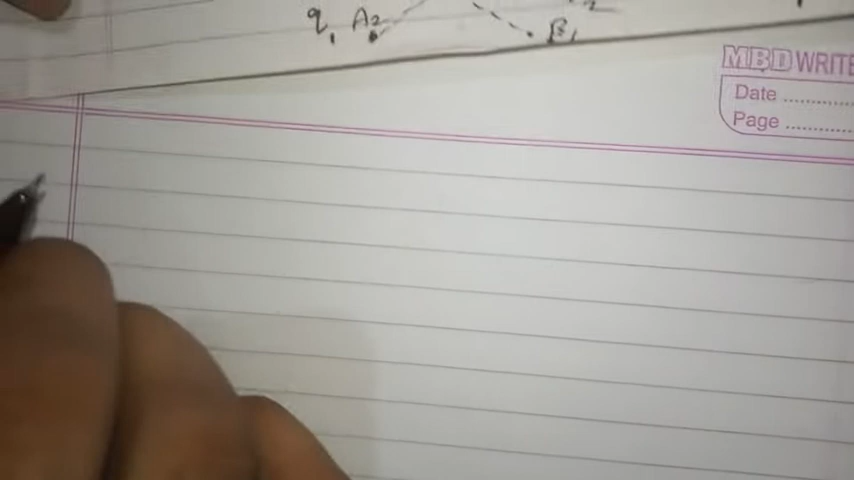 q, A2
B1
MBD WRITE
Date
Page